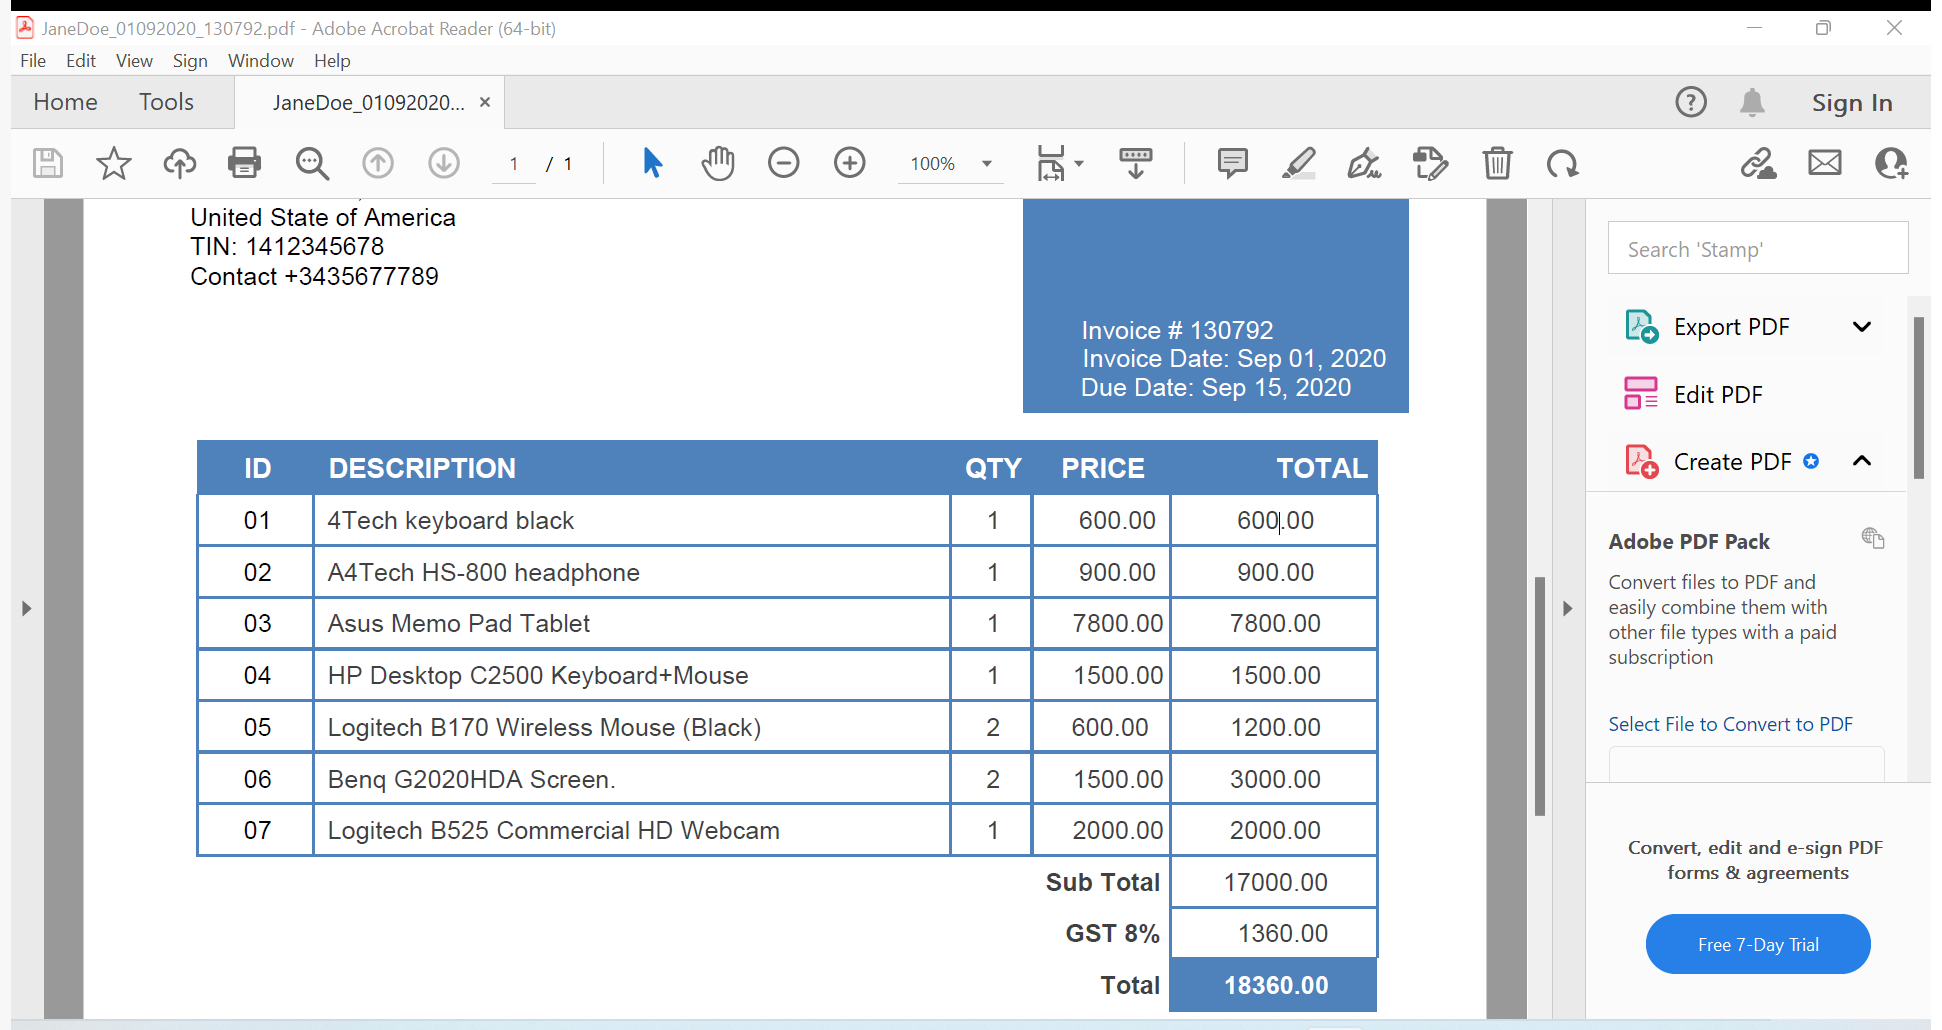 JaneDoe_01092020_130792.pdf - Adobe Acrobat Reader (64-bit)
File Edit View Sign Window Help
Home Tools JaneDoe_01092020... ×
? Sign In
1 / 1 100%
United State of America
TIN: 1412345678
Contact +3435677789
Invoice # 130792
Invoice Date: Sep 01, 2020
Due Date: Sep 15, 2020
ID DESCRIPTION QTY PRICE TOTAL
01 4Tech keyboard black 1 600.00 600.00
02 A4Tech HS-800 headphone 1 900.00 900.00
03 Asus Memo Pad Tablet 1 7800.00 7800.00
04 HP Desktop C2500 Keyboard+Mouse 1 1500.00 1500.00
05 Logitech B170 Wireless Mouse (Black) 2 600.00 1200.00
06 Benq G2020HDA Screen. 2 1500.00 3000.00
07 Logitech B525 Commercial HD Webcam 1 2000.00 2000.00
Sub Total 17000.00
GST 8% 1360.00
Total 18360.00
Search 'Stamp'
Export PDF
Edit PDF
Create PDF
Adobe PDF Pack
Convert files to PDF and
easily combine them with
other file types with a paid
subscription
Select File to Convert to PDF
Convert, edit and e-sign PDF
forms & agreements
Free 7-Day Trial